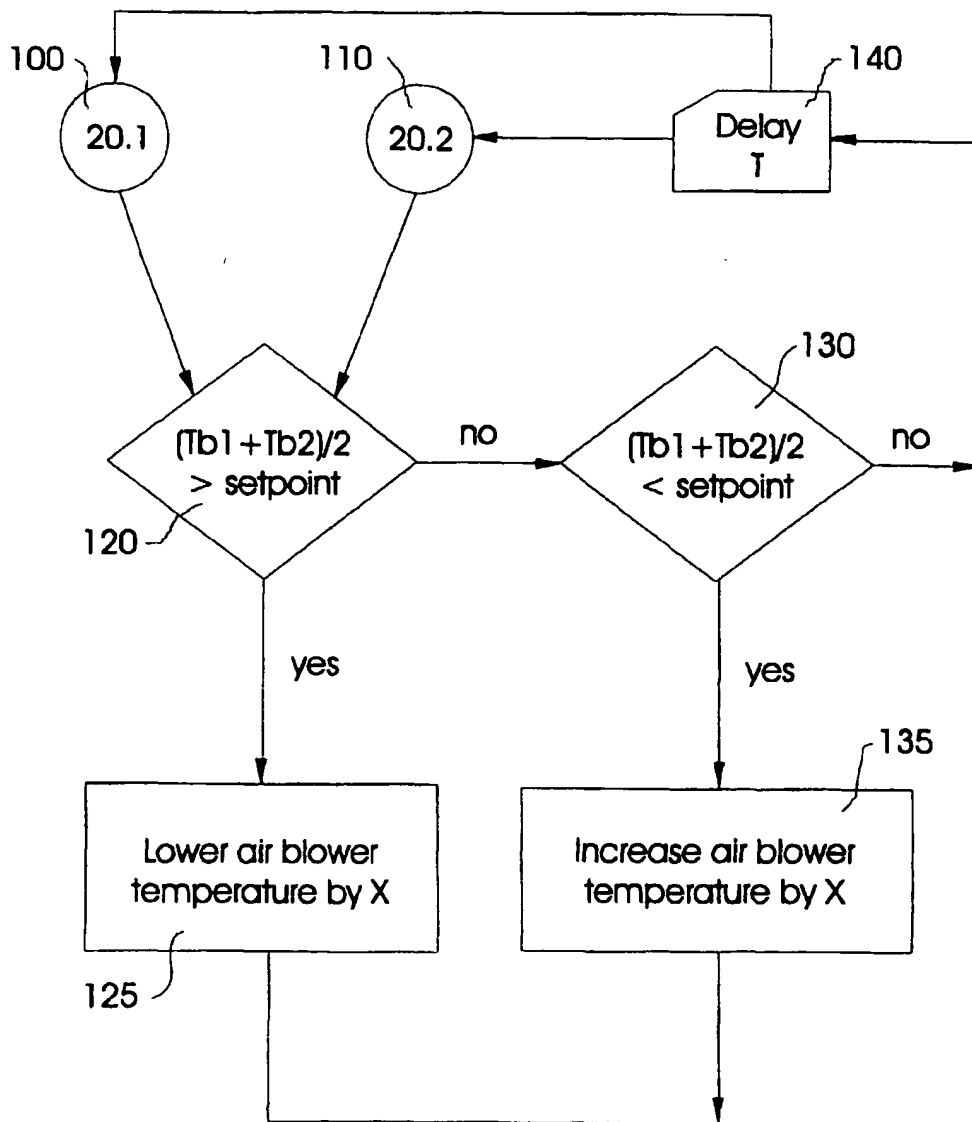 100
20.1
110
20.2
140
Delay
T
130
(Tb1+Tb2)/2
> setpoint
120
no
(Tb1+Tb2)/2
< setpoint
no
yes
yes
135
Lower air blower
temperature by X
125
Increase air blower
temperature by X